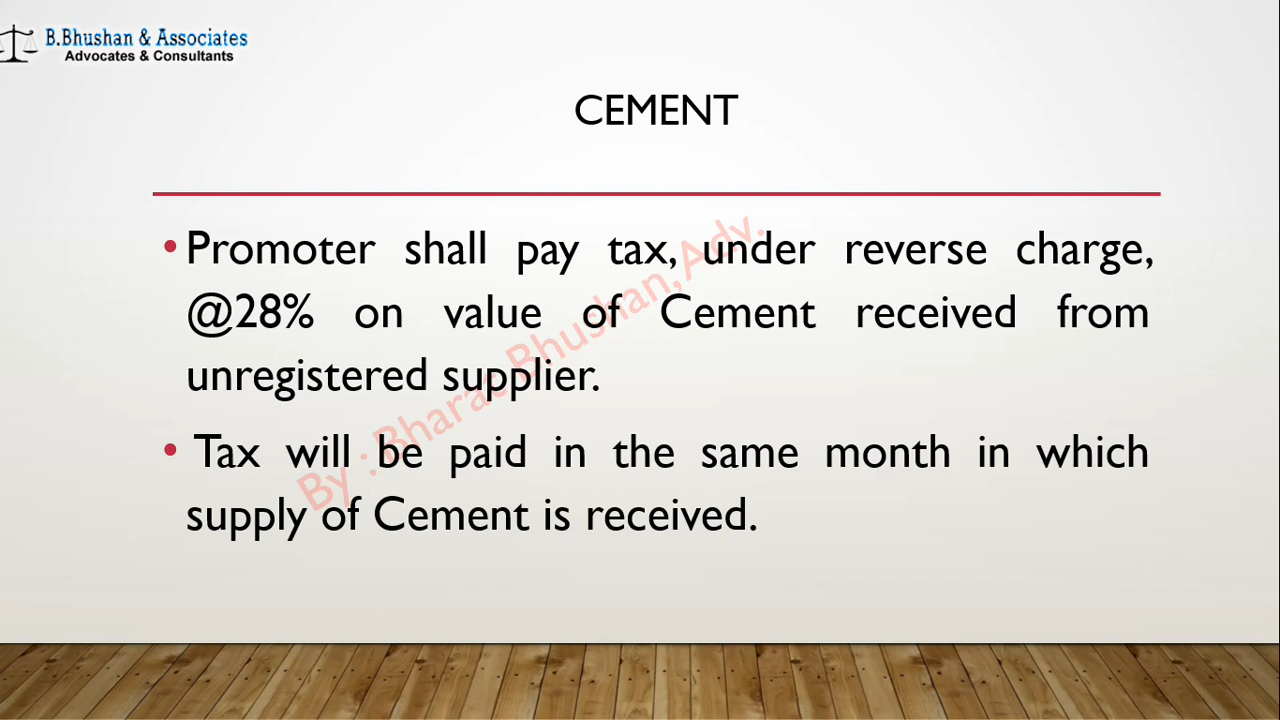 B.Bhushan & Associates
Advocates & Consultants
CEMENT
• Promoter shall pay tax, under reverse charge,
@28% on value of Cement received from
unregistered supplier.
• Tax will be paid in the same month in which
supply of Cement is received.
By : Bharat Bhushan, Adv.